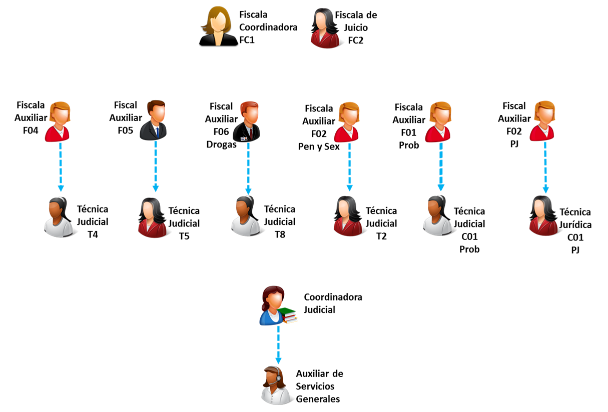 Fiscala
Coordinadora
FC1
Fiscala de
Juicio
FC2
Fiscala
Auxiliar
F04
Fiscal
Auxiliar
F05
Fiscal
Auxiliar
F06
Drogas
Fiscala
Auxiliar
F02
Pen y Sex
Fiscala
Auxiliar
F01
Prob
Fiscal
Auxiliar
F02
PJ
Técnica
Judicial
T4
Técnica
Judicial
T5
Técnica
Judicial
T8
Técnica
Judicial
T2
Técnica
Judicial
C01
Prob
Técnica
Jurídica
C01
PJ
Coordinadora
Judicial
Auxiliar de
Servicios
Generales